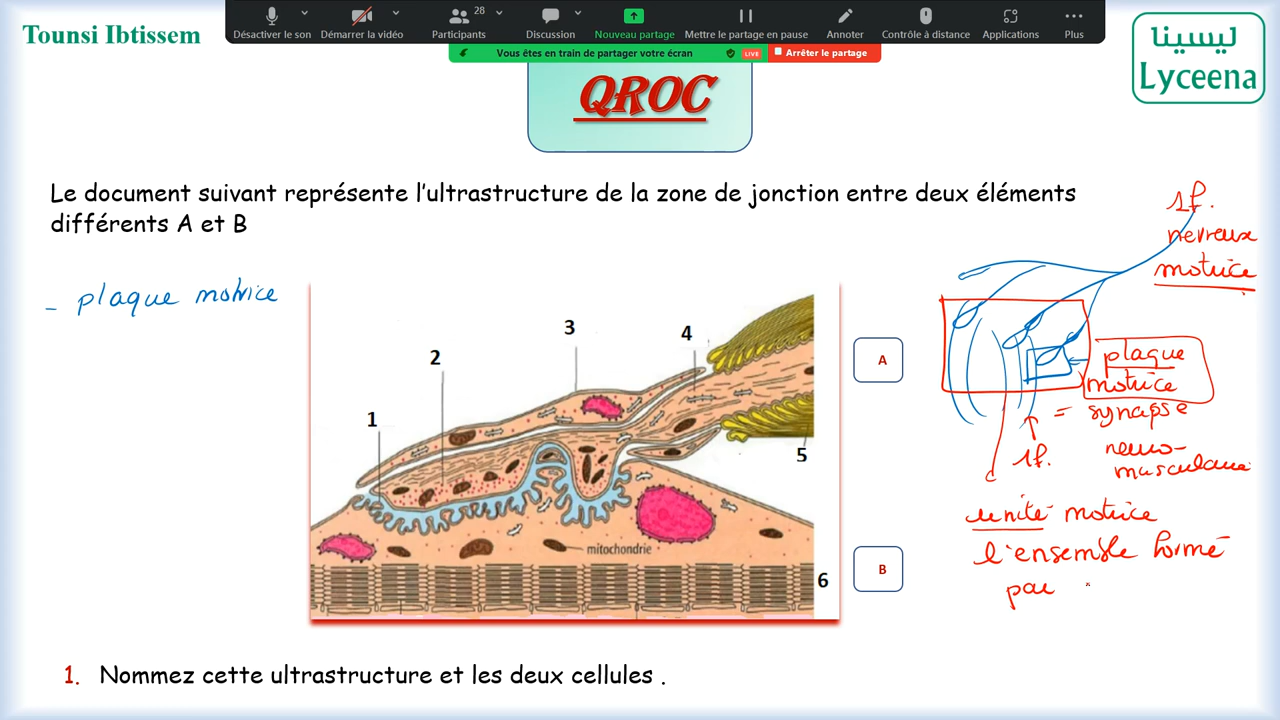 Tounsi Ibtissem
Désactiver le son
Démarrer la vidéo
28
Participants
Discussion
Nouveau partage
Mettre le partage en pause
Annoter
Contrôle à distance
Applications
Plus
Vous êtes en train de partager votre écran
LIVE
Arrêter le partage
ليسينا
Lyceena
QROC
Le document suivant représente l'ultrastructure de la zone de jonction entre deux éléments
différents A et B
- plaque motrice
1
2
3
4
5
6
mitochondrie
A
B
1f.
nerveux
motrice
plaque
motrice
= synapse
neuro-
musculaire
1f.
unité motrice
l'ensemble formé
par
1. Nommez cette ultrastructure et les deux cellules .